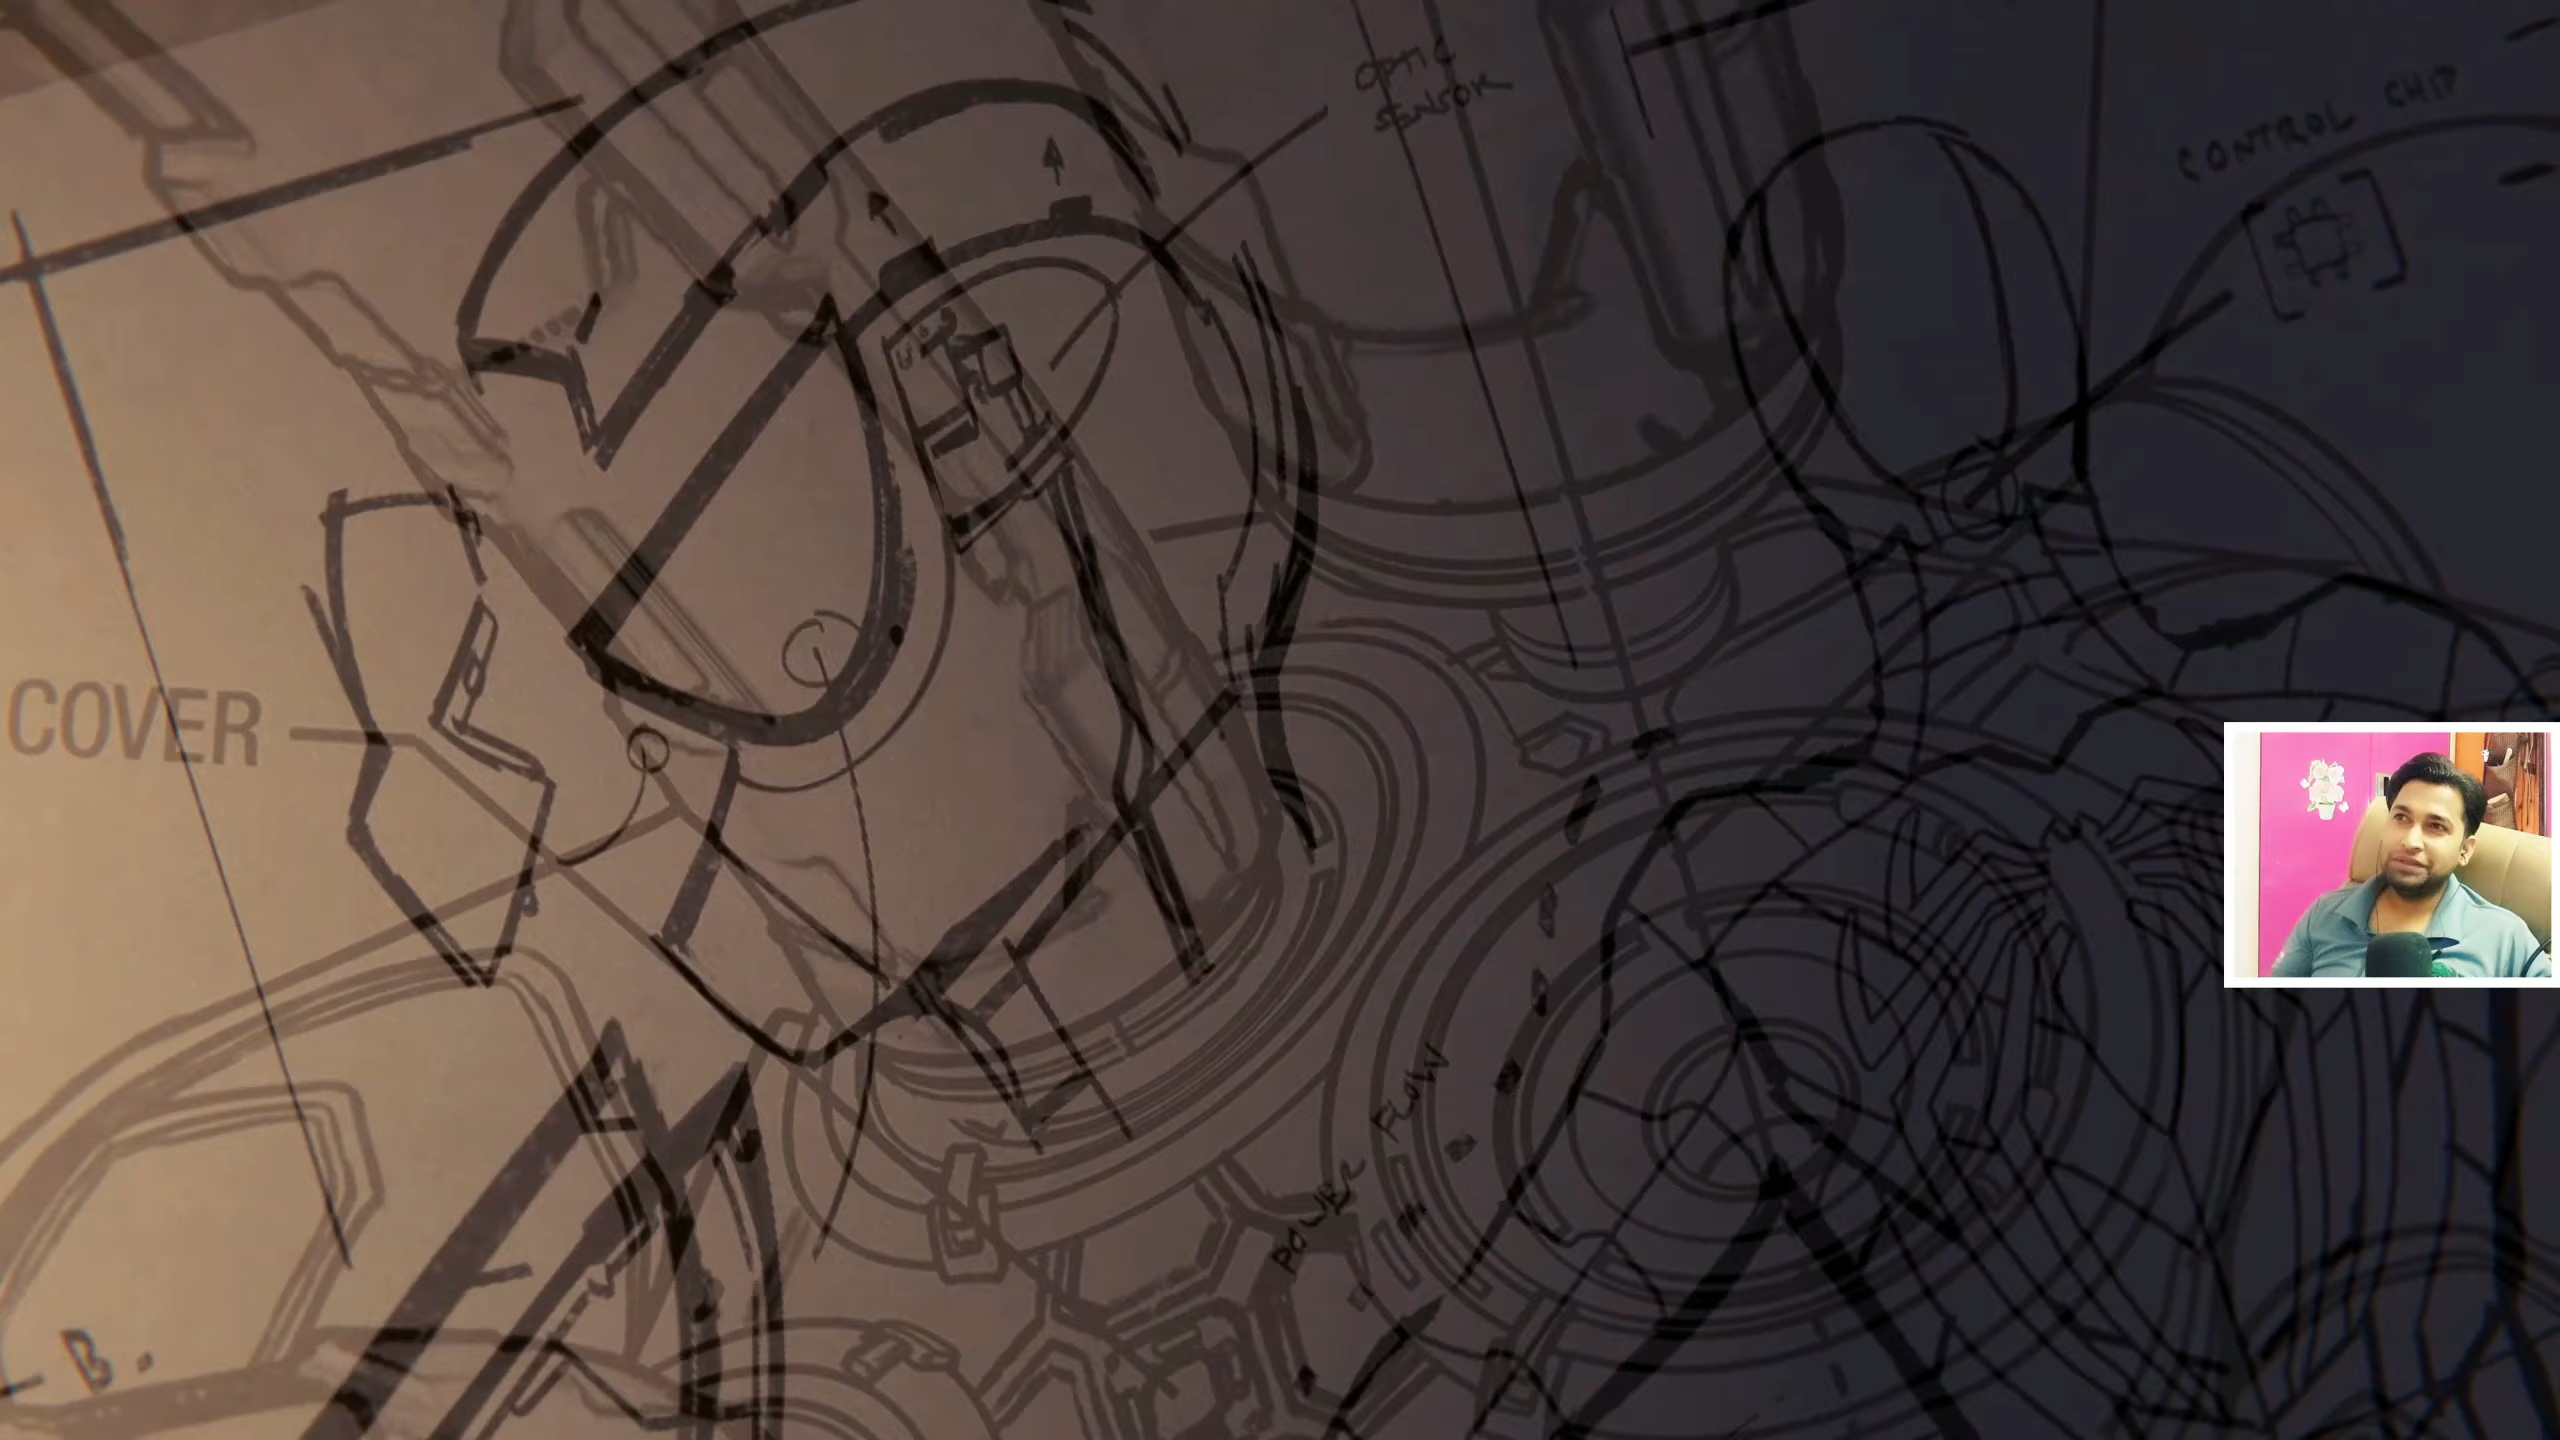 OPTIC
SENSOR
CONTROL CHIP
COVER
POWER FLOW
B.